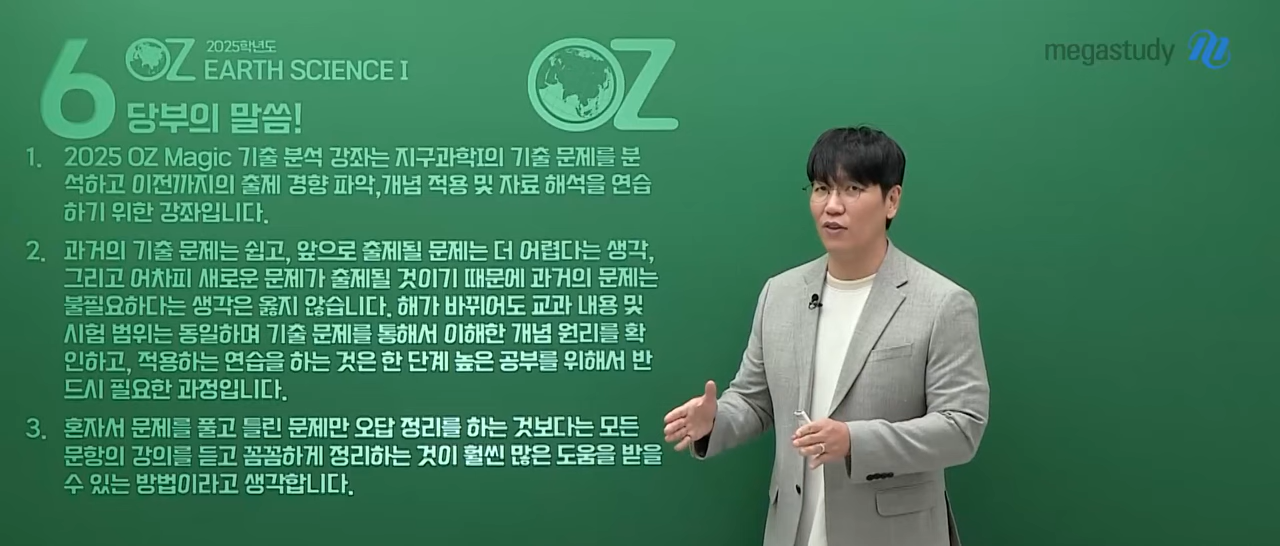 6
OZ
2025학년도
EARTH SCIENCE I
당부의 말씀!
OZ
megastudy
1. 2025 OZ Magic 기출 분석 강좌는 지구과학I의 기출 문제를 분
석하고 이전까지의 출제 경향 파악,개념 적용 및 자료 해석을 연습
하기 위한 강좌입니다.
2. 과거의 기출 문제는 쉽고, 앞으로 출제될 문제는 더 어렵다는 생각,
그리고 어차피 새로운 문제가 출제될 것이기 때문에 과거의 문제는
불필요하다는 생각은 옳지 않습니다. 해가 바뀌어도 교과 내용 및
시험 범위는 동일하며 기출 문제를 통해서 이해한 개념 원리를 확
인하고, 적용하는 연습을 하는 것은 한 단계 높은 공부를 위해서 반
드시 필요한 과정입니다.
3. 혼자서 문제를 풀고 틀린 문제만 오답 정리를 하는 것보다는 모든
문항의 강의를 듣고 꼼꼼하게 정리하는 것이 훨씬 많은 도움을 받을
수 있는 방법이라고 생각합니다.